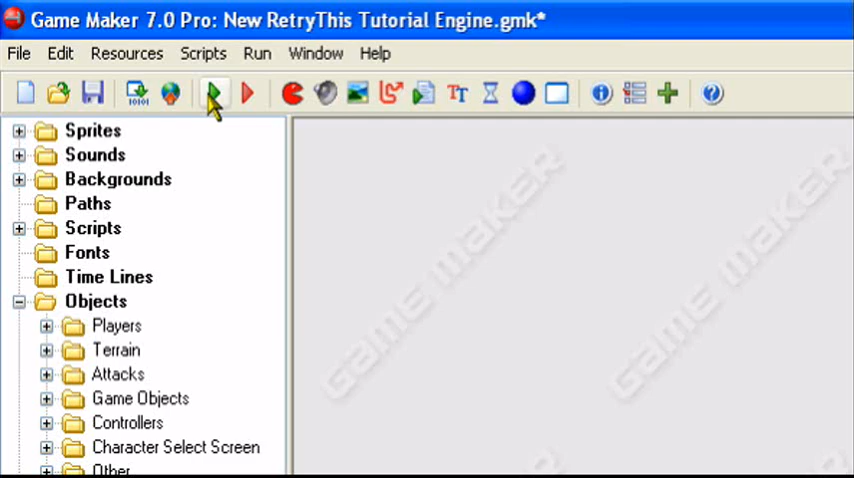 Game Maker 7.0 Pro: New RetryThis Tutorial Engine.gmk*
File Edit Resources Scripts Run Window Help
Sprites
Sounds
Backgrounds
Paths
Scripts
Fonts
Time Lines
Objects
Players
Terrain
Attacks
Game Objects
Controllers
Character Select Screen
Other
GAME MAKER
GAME MAKER